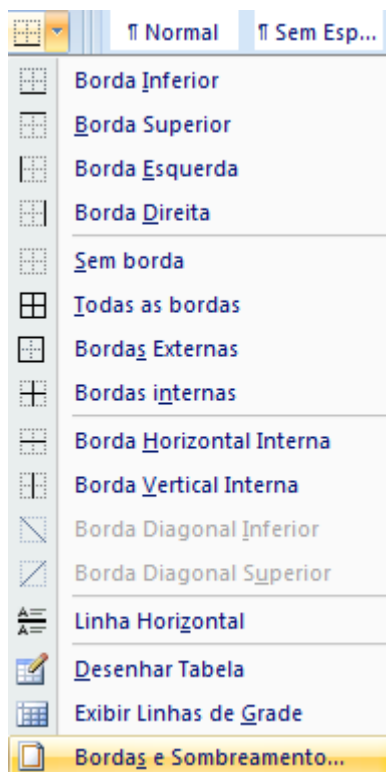 ¶ Normal ¶ Sem Esp...
Borda Inferior
Borda Superior
Borda Esquerda
Borda Direita
Sem borda
Todas as bordas
Bordas Externas
Bordas internas
Borda Horizontal Interna
Borda Vertical Interna
Borda Diagonal Inferior
Borda Diagonal Superior
Linha Horizontal
Desenhar Tabela
Exibir Linhas de Grade
Bordas e Sombreamento...